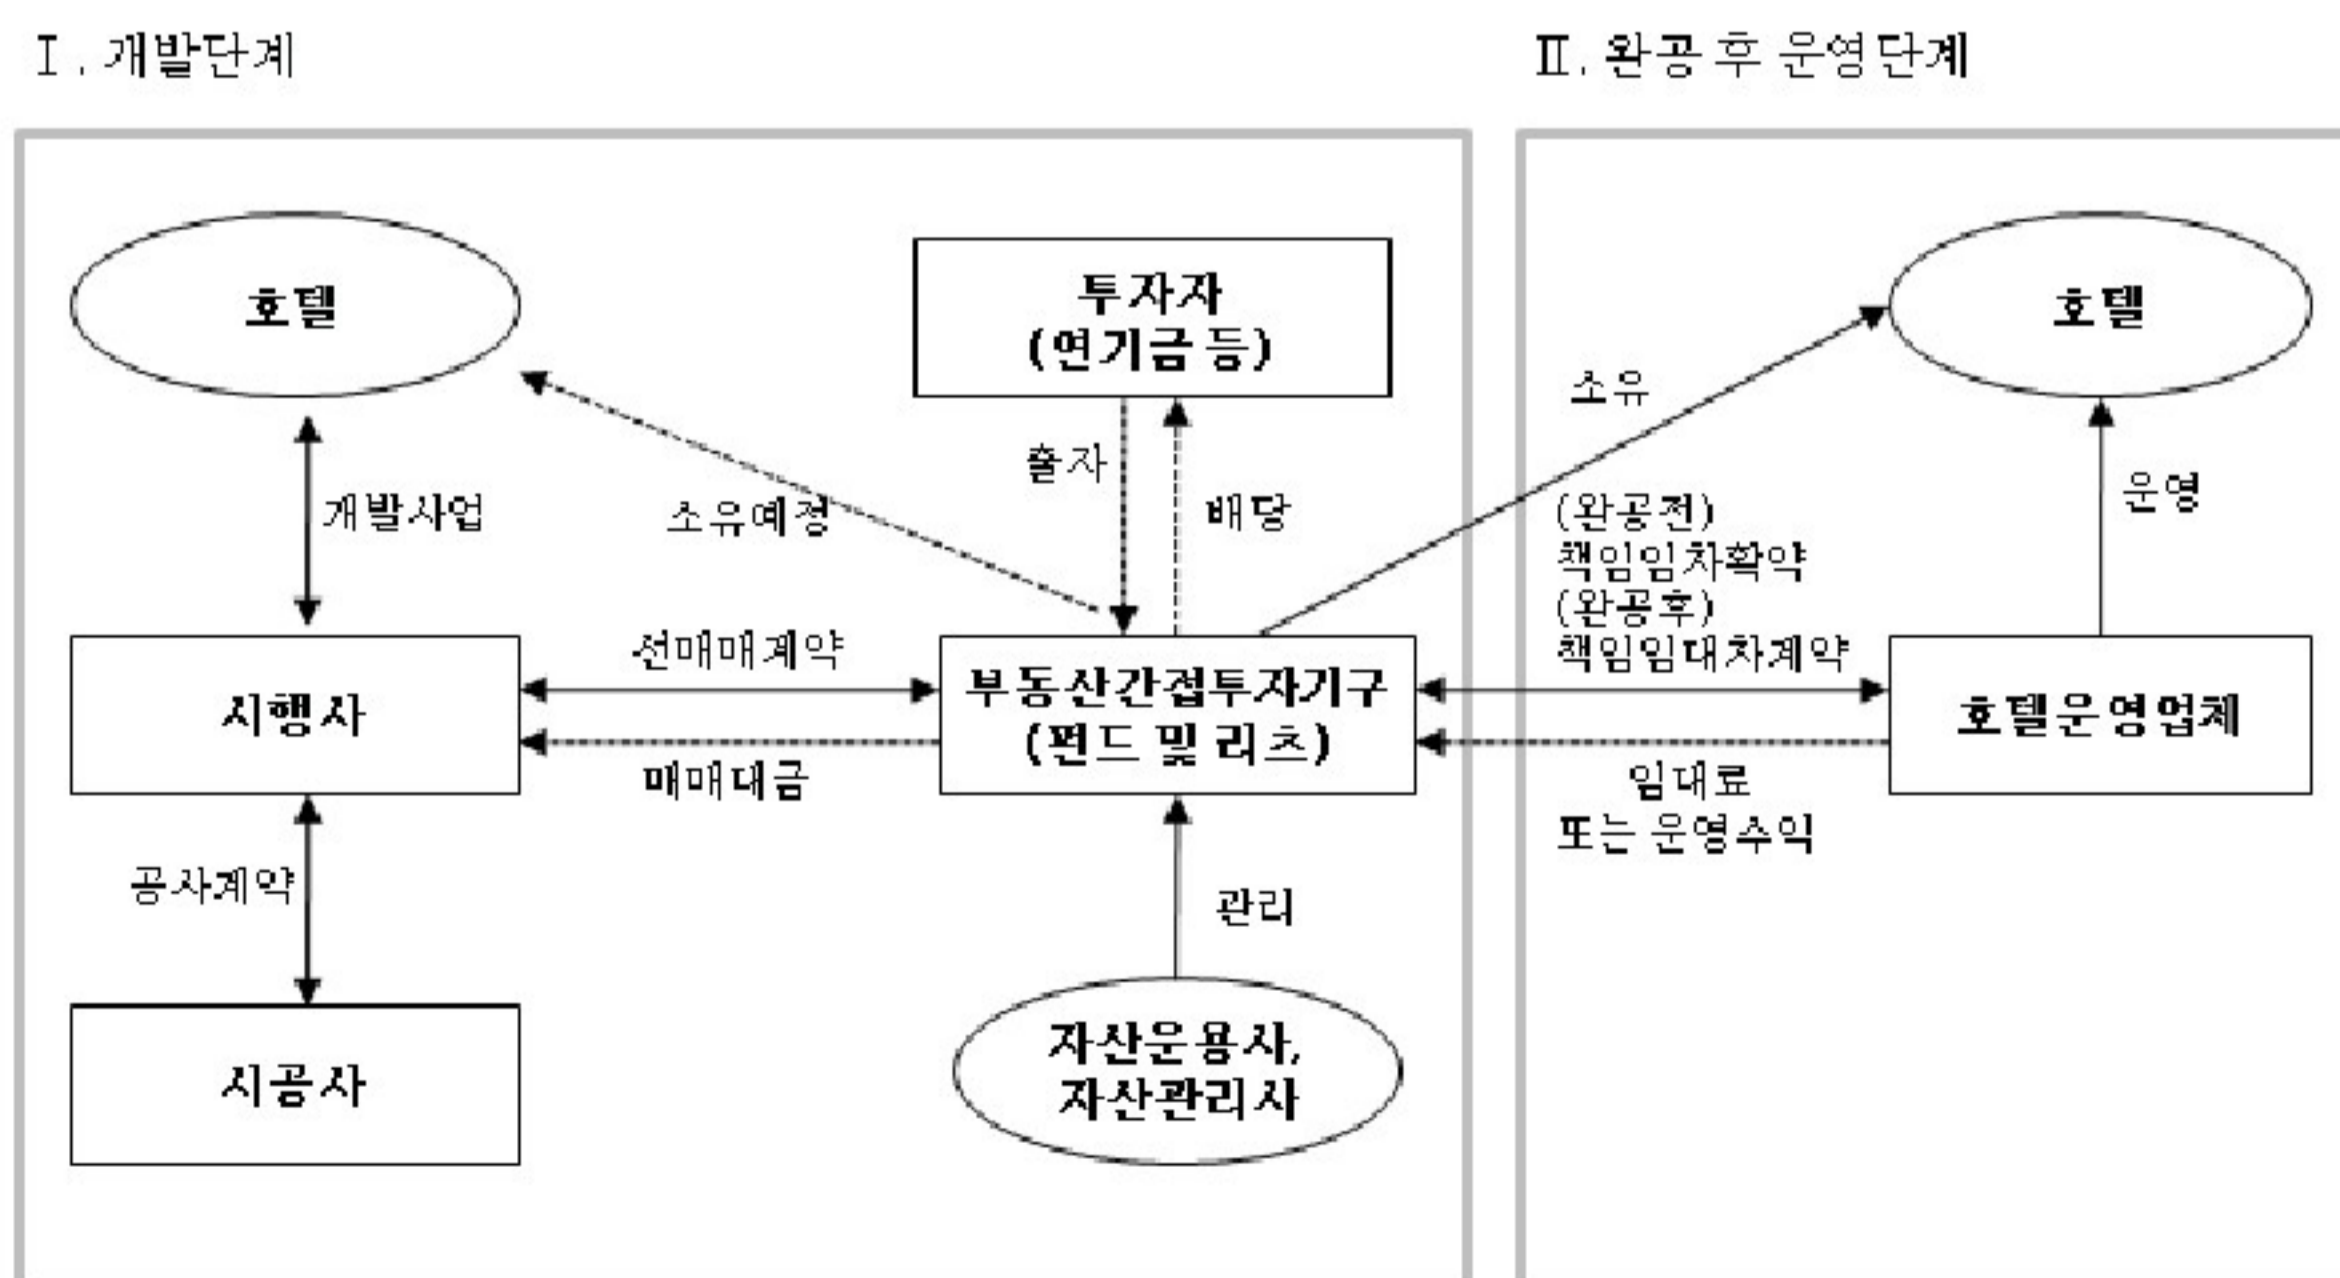 Ⅰ. 개발단계
Ⅱ. 완공 후 운영단계
호텔
투자자
(연기금 등)
호텔
소유
출자
개발사업
소유예정
배당
(완공전)
책임임차확약
(완공후)
책임임대차계약
운영
선매매계약
시행사
부동산간접투자기구
(펀드 및 리츠)
호텔운영업체
매매대금
임대료
또는 운영수익
공사계약
관리
시공사
자산운용사,
자산관리사